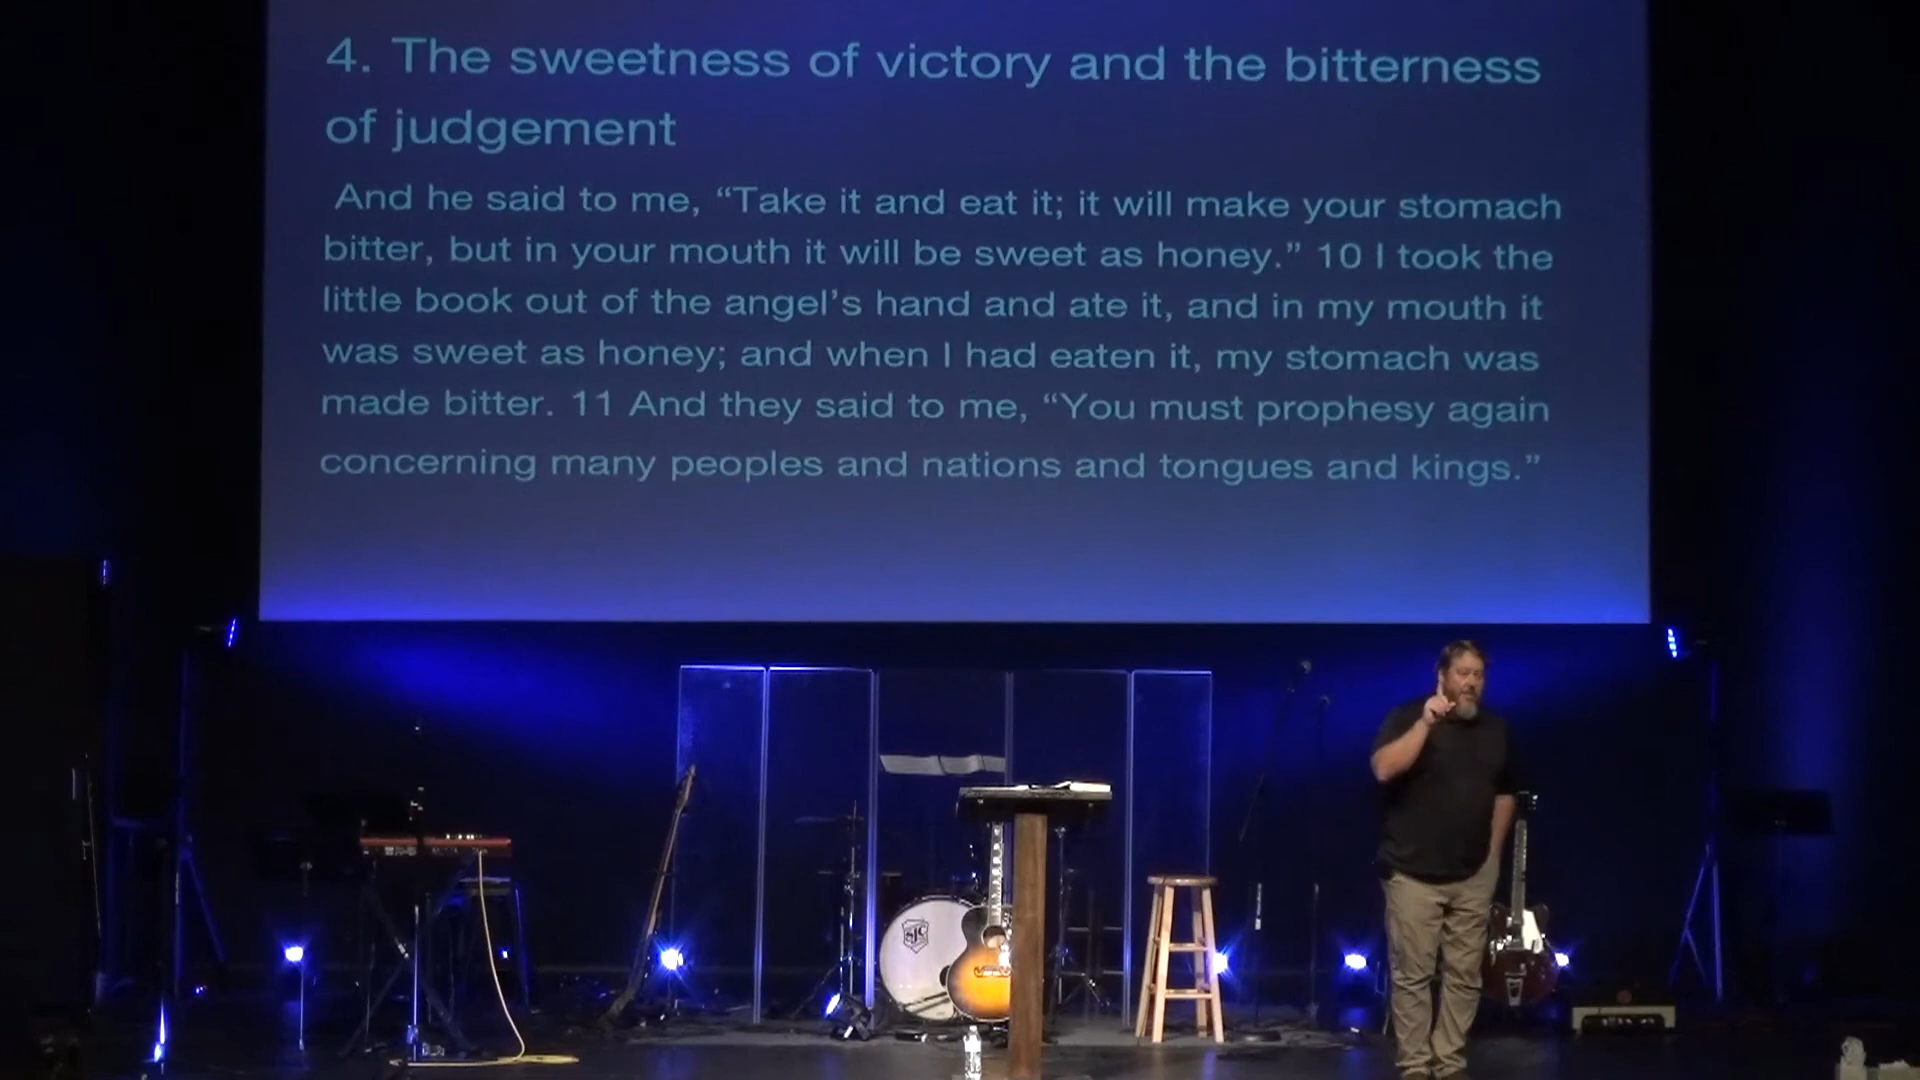 4. The sweetness of victory and the bitterness
of judgement
And he said to me, “Take it and eat it; it will make your stomach
bitter, but in your mouth it will be sweet as honey.” 10 I took the
little book out of the angel’s hand and ate it, and in my mouth it
was sweet as honey; and when I had eaten it, my stomach was
made bitter. 11 And they said to me, “You must prophesy again
concerning many peoples and nations and tongues and kings.”
SJC